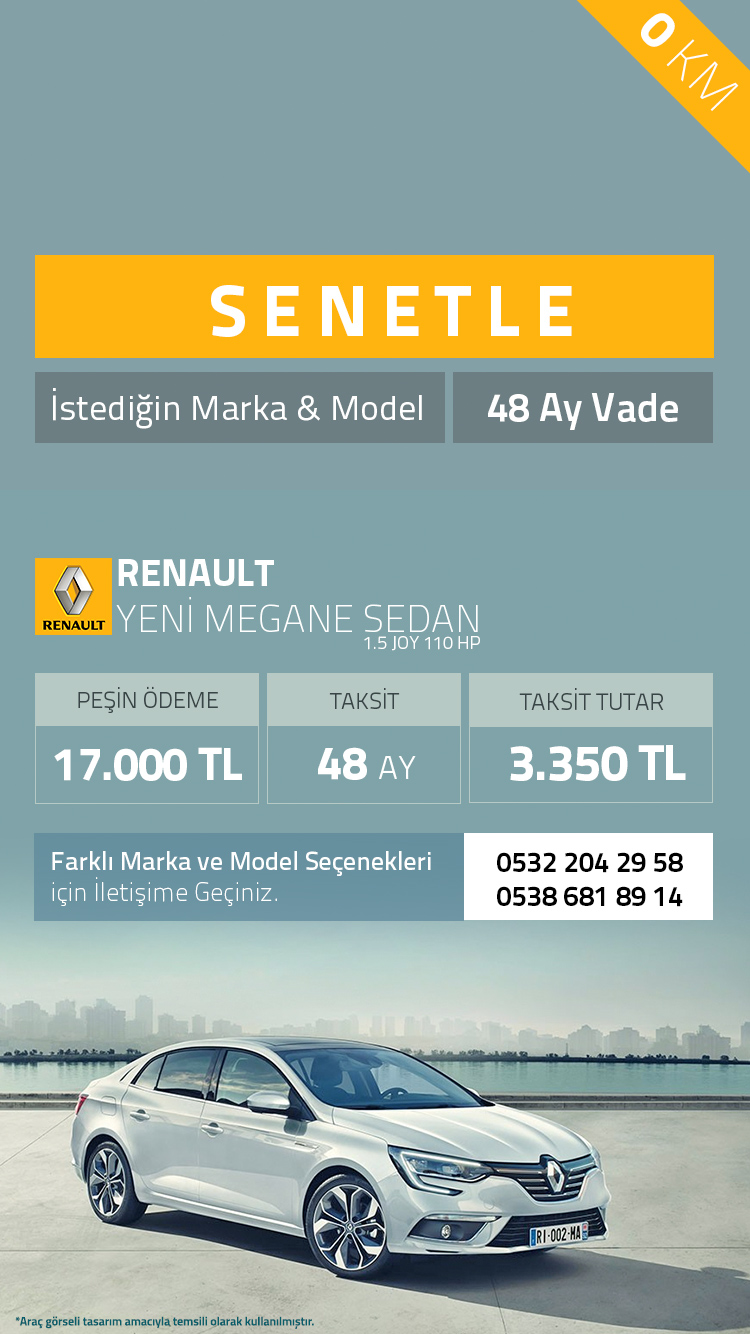 0 KM
SENETLE
İstediğin Marka & Model
48 Ay Vade
RENAULT
RENAULT
YENİ MEGANE SEDAN
1.5 JOY 110 HP
PEŞİN ÖDEME
TAKSİT
TAKSİT TUTAR
17.000 TL
48 AY
3.350 TL
Farklı Marka ve Model Seçenekleri
için İletişime Geçiniz.
0532 204 29 58
0538 681 89 14
RI-002-MA
*Araç görseli tasarım amacıyla temsili olarak kullanılmıştır.